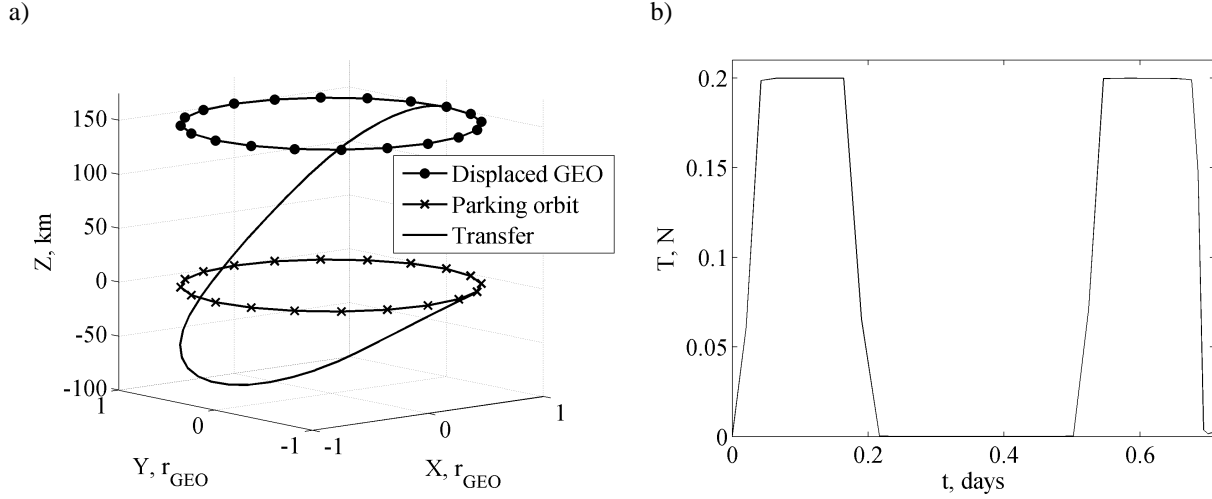 a)
150
100
50
0
-50
-100
Z, km
1
0
-1
Y, r_GEO
-1
0
1
X, r_GEO
Displaced GEO
Parking orbit
Transfer
b)
0.2
0.15
0.1
0.05
0
T, N
0
0.2
0.4
0.6
t, days